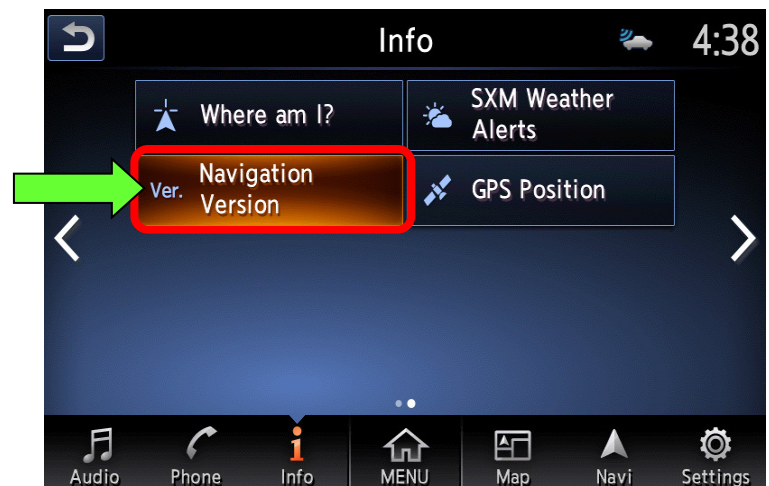 Info
4:38
Where am I?
SXM Weather
Alerts
Ver.
Navigation
Version
GPS Position
Audio
Phone
Info
MENU
Map
Navi
Settings